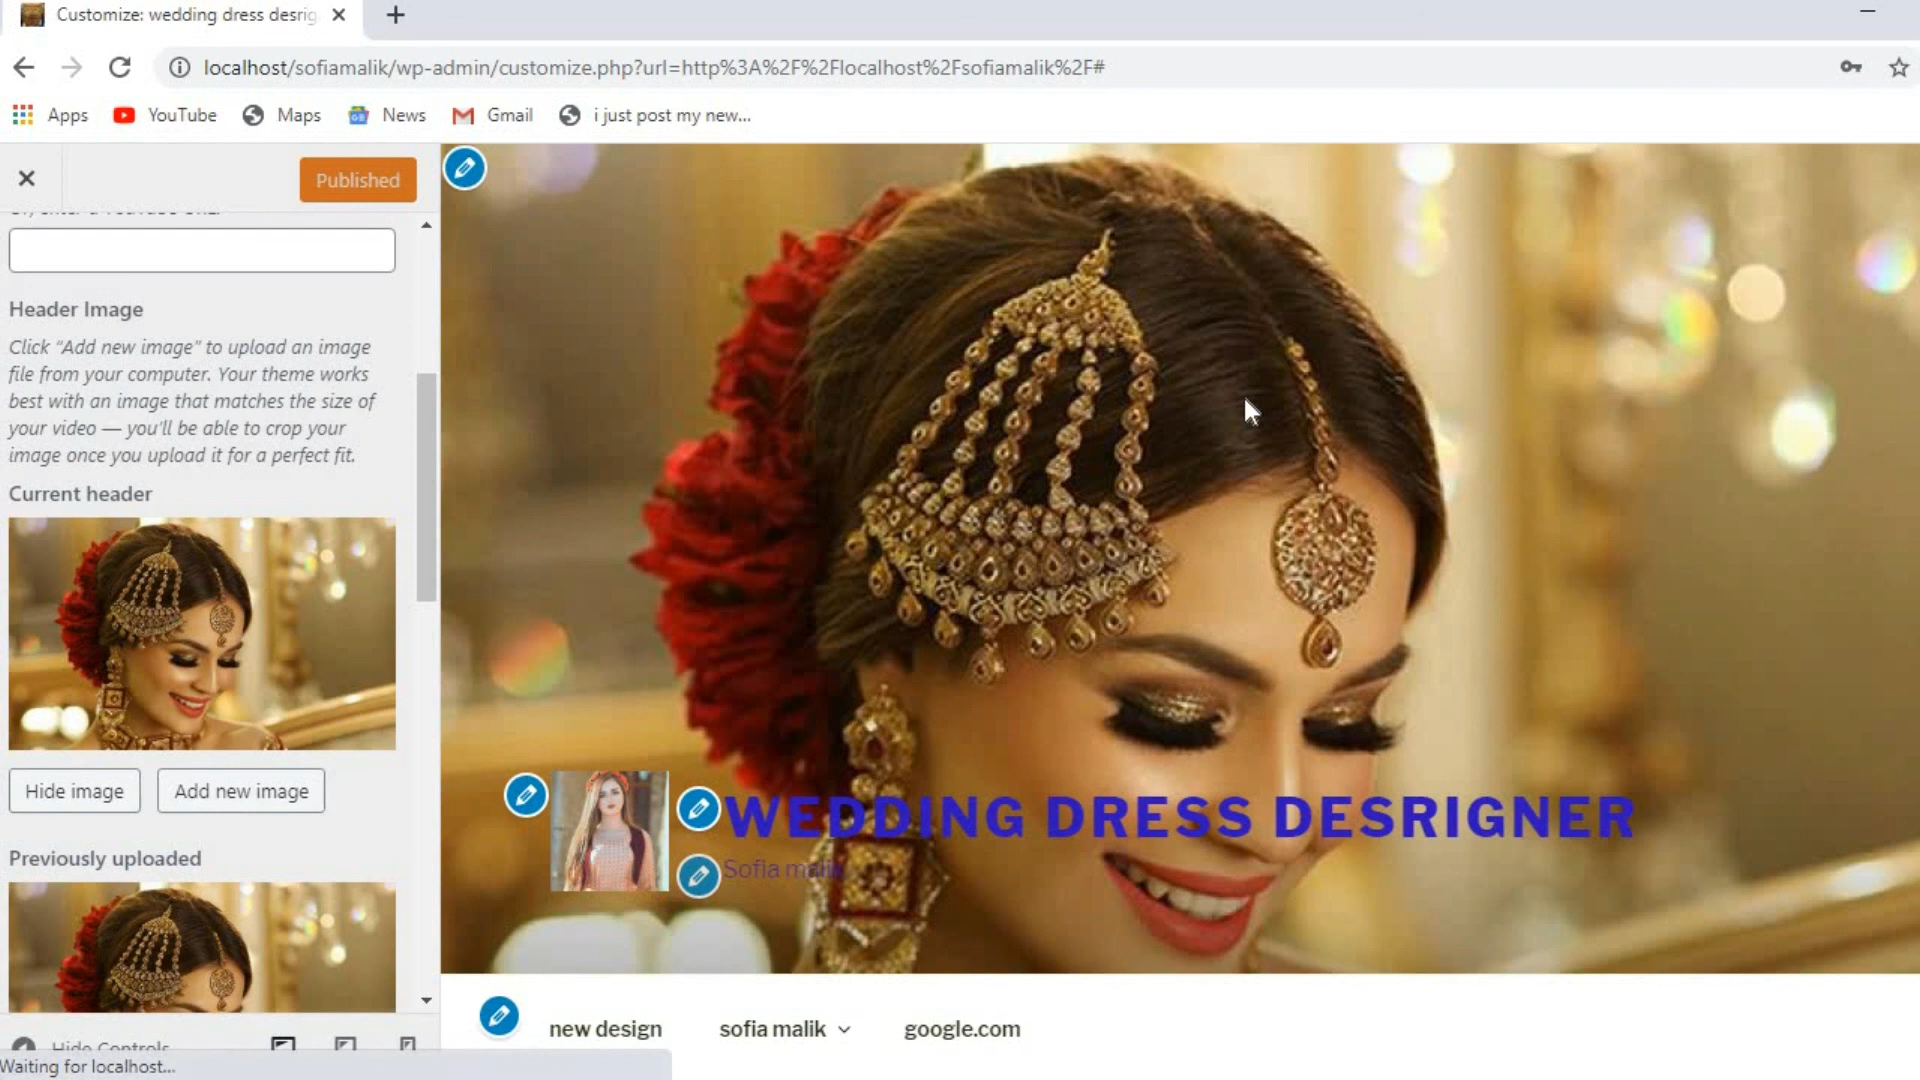 Customize: wedding dress desrig
localhost/sofiamalik/wp-admin/customize.php?url=http%3A%2F%2Flocalhost%2Fsofiamalik%2F#
Apps YouTube Maps News Gmail i just post my new...
Published
Header Image
Click “Add new image” to upload an image
file from your computer. Your theme works
best with an image that matches the size of
your video — you’ll be able to crop your
image once you upload it for a perfect fit.
Current header
Hide image Add new image
Previously uploaded
Hide Controls
Waiting for localhost...
WEDDING DRESS DESRIGNER
Sofia malik
new design sofia malik google.com